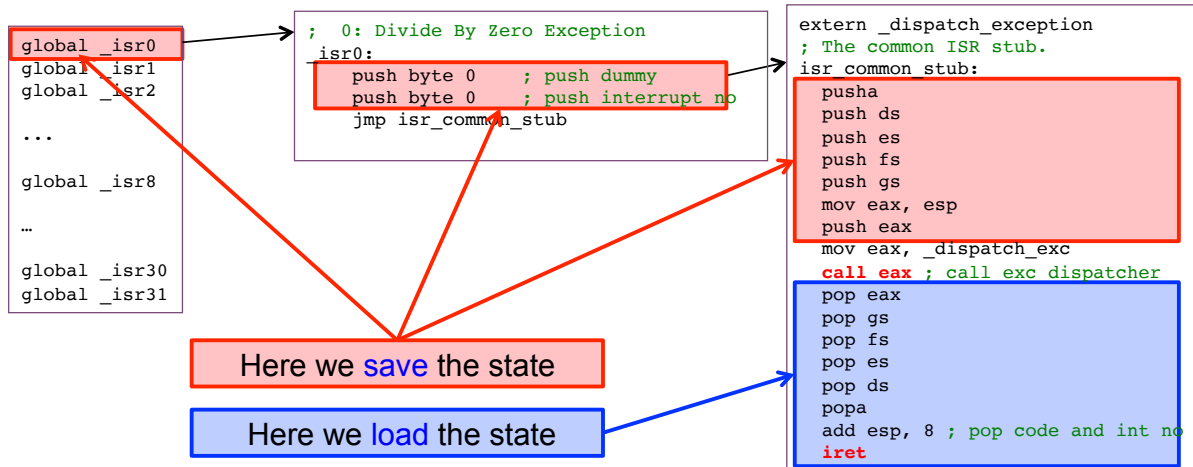 global _isr0
global _isr1
global _isr2
...
global _isr8
…
global _isr30
global _isr31
;  0: Divide By Zero Exception
_isr0:
push byte 0    ; push dummy
push byte 0    ; push interrupt no
jmp isr_common_stub
extern _dispatch_exception
; The common ISR stub.
isr_common_stub:
pusha
push ds
push es
push fs
push gs
mov eax, esp
push eax
mov eax, _dispatch_exc
call eax ; call exc dispatcher
pop eax
pop gs
pop fs
pop es
pop ds
popa
add esp, 8 ; pop code and int no
iret
Here we save the state
Here we load the state